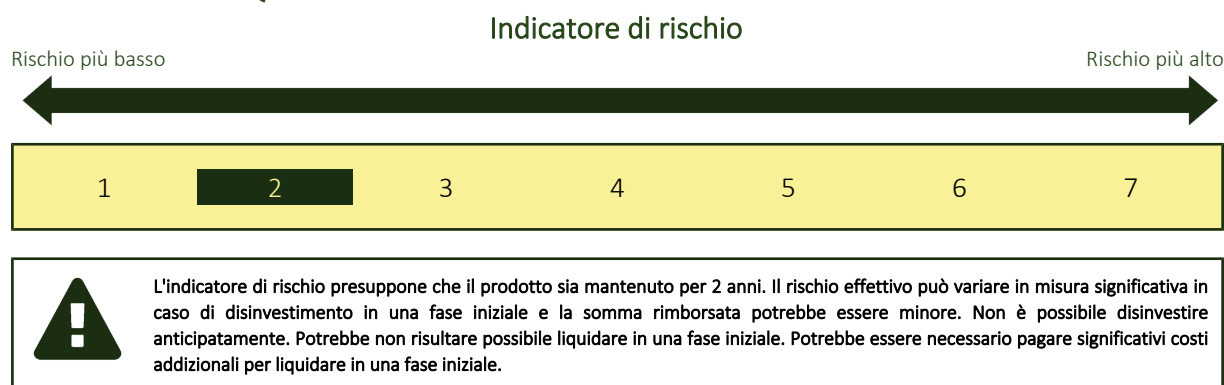 Indicatore di rischio
Rischio più basso
Rischio più alto
1 2 3 4 5 6 7
L'indicatore di rischio presuppone che il prodotto sia mantenuto per 2 anni. Il rischio effettivo può variare in misura significativa in
caso di disinvestimento in una fase iniziale e la somma rimborsata potrebbe essere minore. Non è possibile disinvestire
anticipatamente. Potrebbe non risultare possibile liquidare in una fase iniziale. Potrebbe essere necessario pagare significativi costi
addizionali per liquidare in una fase iniziale.